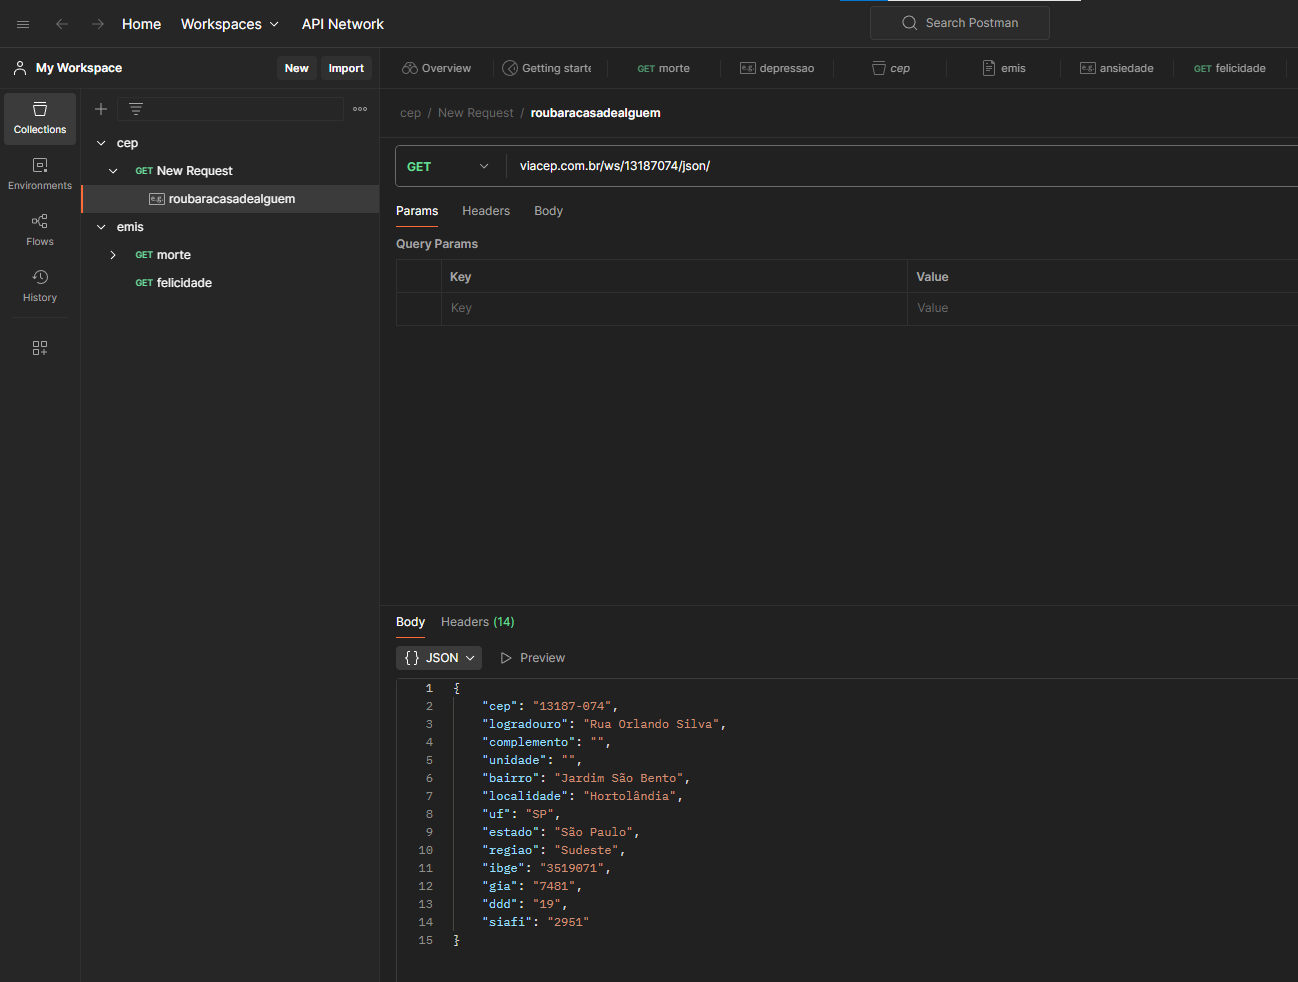 Home Workspaces API Network Search Postman
My Workspace New Import
Overview Getting starte GET morte e.g. depressao cep emis e.g. ansiedade GET felicidade
Collections
Environments
Flows
History
cep
GET New Request
e.g. roubaracasadealguem
emis
GET morte
GET felicidade
cep / New Request / roubaracasadealguem
GET viacep.com.br/ws/13187074/json/
Params Headers Body
Query Params
Key Value
Key Value
Body Headers (14)
{} JSON Preview
1 {
2 "cep": "13187-074",
3 "logradouro": "Rua Orlando Silva",
4 "complemento": "",
5 "unidade": "",
6 "bairro": "Jardim São Bento",
7 "localidade": "Hortolândia",
8 "uf": "SP",
9 "estado": "São Paulo",
10 "regiao": "Sudeste",
11 "ibge": "3519071",
12 "gia": "7481",
13 "ddd": "19",
14 "siafi": "2951"
15 }